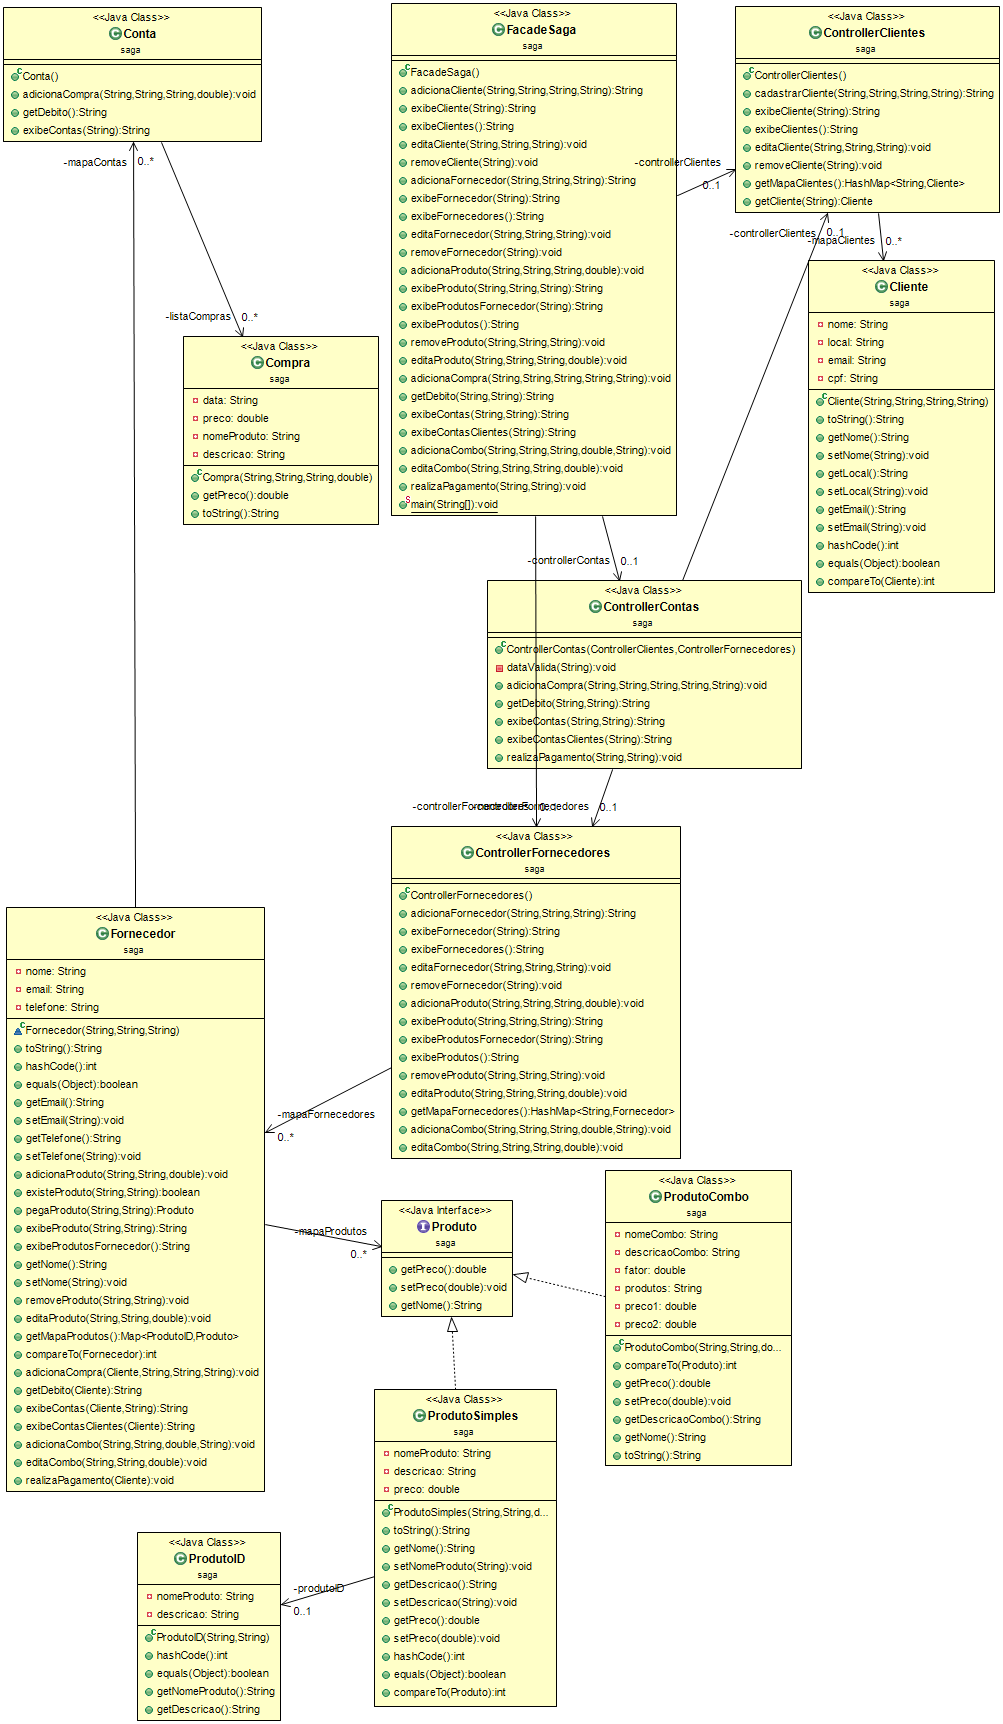 <<Java Class>>
Conta
saga
Conta()
adicionaCompra(String,String,String,double):void
getDebito():String
exibeContas(String):String
-mapaContas
0..*
<<Java Class>>
FacadeSaga
saga
FacadeSaga()
adicionaCliente(String,String,String,String):String
exibeCliente(String):String
exibeClientes():String
editaCliente(String,String,String):void
removeCliente(String):void
adicionaFornecedor(String,String,String):String
exibeFornecedor(String):String
exibeFornecedores():String
editaFornecedor(String,String,String):void
removeFornecedor(String):void
adicionaProduto(String,String,String,double):void
exibeProduto(String,String,String):String
exibeProdutosFornecedor(String):String
exibeProdutos():String
removeProduto(String,String,String):void
editaProduto(String,String,String,double):void
adicionaCompra(String,String,String,String,String):void
getDebito(String,String):String
exibeContas(String,String):String
exibeContasClientes(String):String
adicionaCombo(String,String,String,double,String):void
editaCombo(String,String,String,double):void
realizaPagamento(String,String):void
main(String[]):void
-controllerClientes
0..1
<<Java Class>>
ControllerClientes
saga
ControllerClientes()
cadastrarCliente(String,String,String,String):String
exibeCliente(String):String
exibeClientes():String
editaCliente(String,String,String):void
removeCliente(String):void
getMapaClientes():HashMap<String,Cliente>
getCliente(String):Cliente
-controllerClientes
0..1
-mapaClientes
0..*
<<Java Class>>
Cliente
saga
nome: String
local: String
email: String
cpf: String
Cliente(String,String,String,String)
toString():String
getNome():String
setNome(String):void
getLocal():String
setLocal(String):void
getEmail():String
setEmail(String):void
hashCode():int
equals(Object):boolean
compareTo(Cliente):int
-listaCompras
0..*
<<Java Class>>
Compra
saga
data: String
preco: double
nomeProduto: String
descricao: String
Compra(String,String,String,double)
getPreco():double
toString():String
-controllerContas
0..1
<<Java Class>>
ControllerContas
saga
ControllerContas(ControllerClientes,ControllerFornecedores)
dataValida(String):void
adicionaCompra(String,String,String,String,String):void
getDebito(String,String):String
exibeContas(String,String):String
exibeContasClientes(String):String
realizaPagamento(String,String):void
-controllerFornecedores
0..1
-controllerFornecedores
0..1
<<Java Class>>
ControllerFornecedores
saga
ControllerFornecedores()
adicionaFornecedor(String,String,String):String
exibeFornecedor(String):String
exibeFornecedores():String
editaFornecedor(String,String,String):void
removeFornecedor(String):void
adicionaProduto(String,String,String,double):void
exibeProduto(String,String,String):String
exibeProdutosFornecedor(String):String
exibeProdutos():String
removeProduto(String,String,String):void
editaProduto(String,String,String,double):void
getMapaFornecedores():HashMap<String,Fornecedor>
adicionaCombo(String,String,String,double,String):void
editaCombo(String,String,String,double):void
-mapaFornecedores
0..*
<<Java Class>>
Fornecedor
saga
nome: String
email: String
telefone: String
Fornecedor(String,String,String)
toString():String
hashCode():int
equals(Object):boolean
getEmail():String
setEmail(String):void
getTelefone():String
setTelefone(String):void
adicionaProduto(String,String,double):void
existeProduto(String,String):boolean
pegaProduto(String,String):Produto
exibeProduto(String,String):String
exibeProdutosFornecedor():String
getNome():String
setNome(String):void
removeProduto(String,String):void
editaProduto(String,String,double):void
getMapaProdutos():Map<ProdutoID,Produto>
compareTo(Fornecedor):int
adicionaCompra(Cliente,String,String,String):void
getDebito(Cliente):String
exibeContas(Cliente,String):String
exibeContasClientes(Cliente):String
adicionaCombo(String,String,double,String):void
editaCombo(String,String,double):void
realizaPagamento(Cliente):void
-mapaProdutos
0..*
<<Java Interface>>
Produto
saga
getPreco():double
setPreco(double):void
getNome():String
<<Java Class>>
ProdutoCombo
saga
nomeCombo: String
descricaoCombo: String
fator: double
produtos: String
preco1: double
preco2: double
ProdutoCombo(String,String,do...
compareTo(Produto):int
getPreco():double
setPreco(double):void
getDescricaoCombo():String
getNome():String
toString():String
<<Java Class>>
ProdutoSimples
saga
nomeProduto: String
descricao: String
preco: double
ProdutoSimples(String,String,d...
toString():String
getNome():String
setNomeProduto(String):void
getDescricao():String
setDescricao(String):void
getPreco():double
setPreco(double):void
hashCode():int
equals(Object):boolean
compareTo(Produto):int
-produtoID
0..1
<<Java Class>>
ProdutoID
saga
nomeProduto: String
descricao: String
ProdutoID(String,String)
hashCode():int
equals(Object):boolean
getNomeProduto():String
getDescricao():String